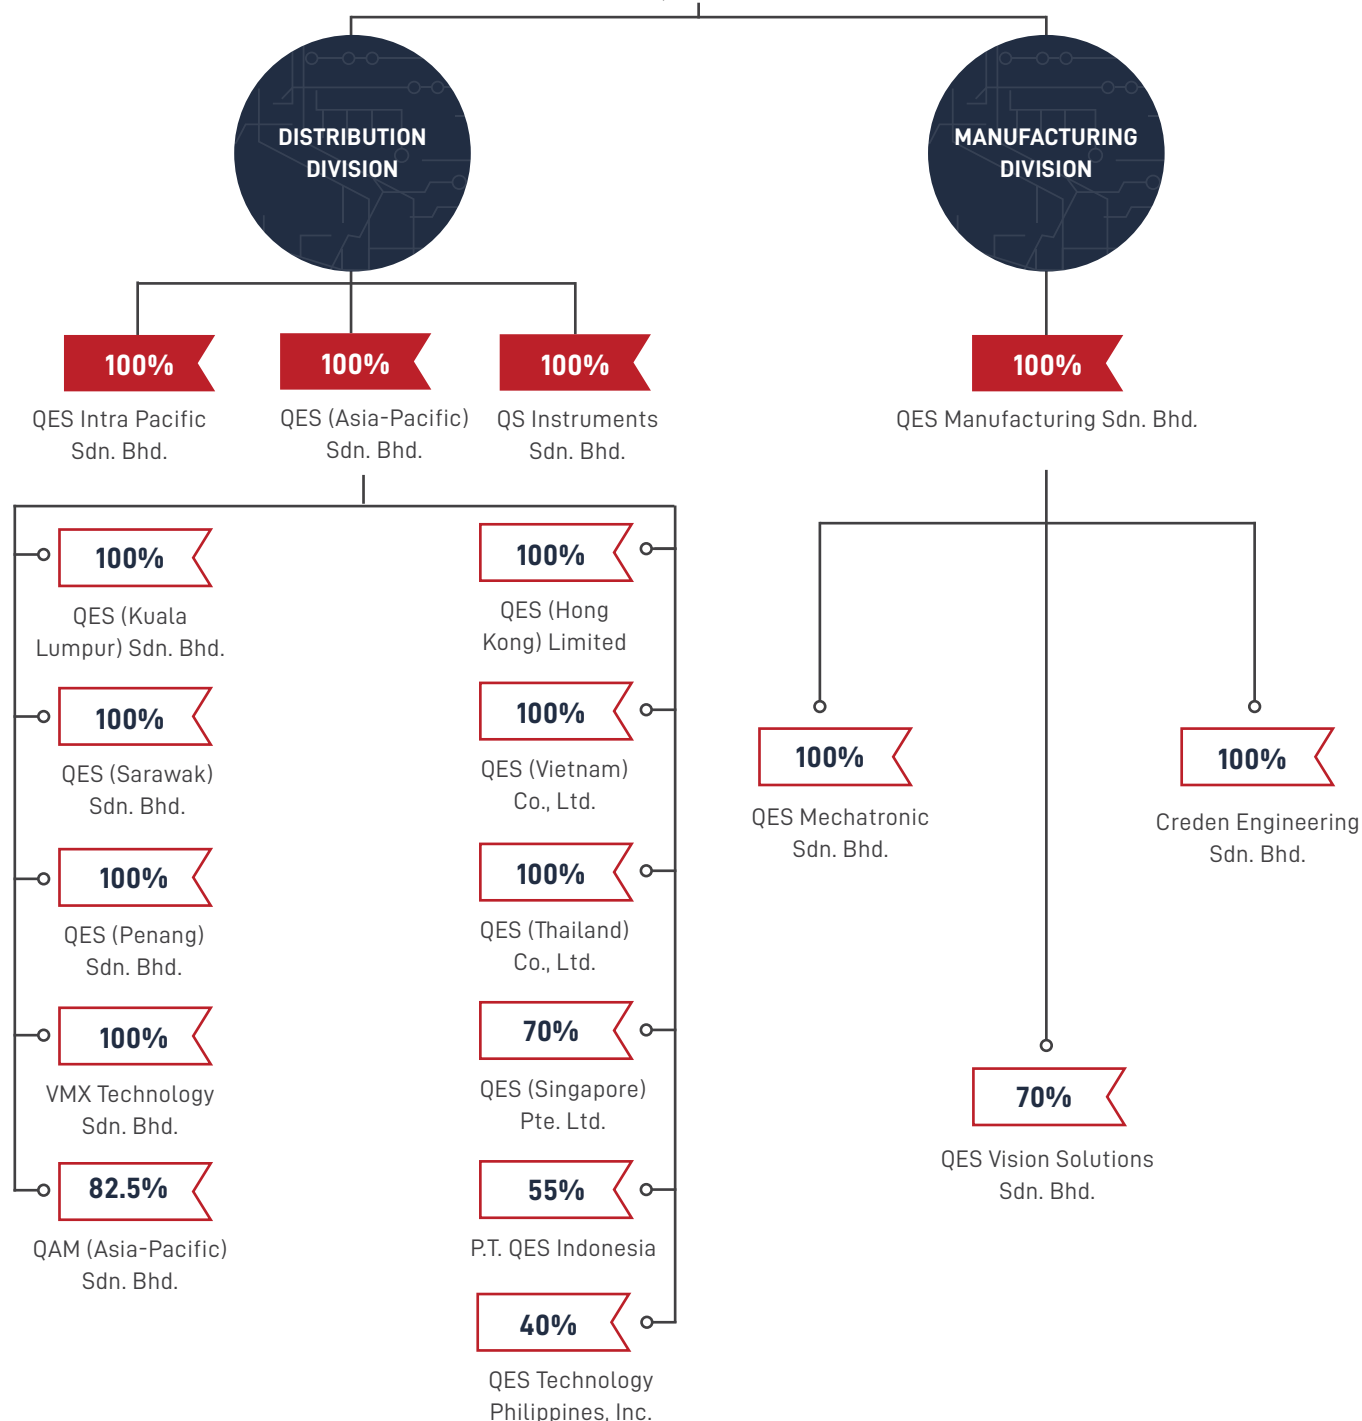 DISTRIBUTION
DIVISION
MANUFACTURING
DIVISION
100%
QES Intra Pacific
Sdn. Bhd.
100%
QES (Asia-Pacific)
Sdn. Bhd.
100%
QS Instruments
Sdn. Bhd.
100%
QES Manufacturing Sdn. Bhd.
100%
QES (Kuala
Lumpur) Sdn. Bhd.
100%
QES (Sarawak)
Sdn. Bhd.
100%
QES (Penang)
Sdn. Bhd.
100%
VMX Technology
Sdn. Bhd.
82.5%
QAM (Asia-Pacific)
Sdn. Bhd.
100%
QES (Hong
Kong) Limited
100%
QES (Vietnam)
Co., Ltd.
100%
QES (Thailand)
Co., Ltd.
70%
QES (Singapore)
Pte. Ltd.
55%
P.T. QES Indonesia
40%
QES Technology
Philippines, Inc.
100%
QES Mechatronic
Sdn. Bhd.
70%
QES Vision Solutions
Sdn. Bhd.
100%
Creden Engineering
Sdn. Bhd.